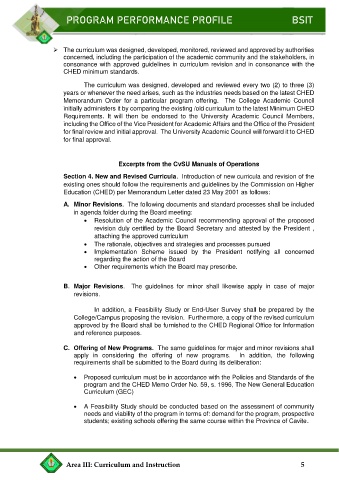 PROGRAM PERFORMANCE PROFILE BSIT
➢ The curriculum was designed, developed, monitored, reviewed and approved by authorities
concerned, including the participation of the academic community and the stakeholders, in
consonance with approved guidelines in curriculum revision and in consonance with the
CHED minimum standards.
The curriculum was designed, developed and reviewed every two (2) to three (3)
years or whenever the need arises, such as the industries needs based on the latest CHED
Memorandum Order for a particular program offering. The College Academic Council
initially administers it by comparing the existing /old curriculum to the latest Minimum CHED
Requirements. It will then be endorsed to the University Academic Council Members,
including the Office of the Vice President for Academic Affairs and the Office of the President
for final review and initial approval. The University Academic Council will forward it to CHED
for final approval.
Excerpts from the CvSU Manuals of Operations
Section 4. New and Revised Curricula. Introduction of new curricula and revision of the
existing ones should follow the requirements and guidelines by the Commission on Higher
Education (CHED) per Memorandum Letter dated 23 May 2001 as follows:
A. Minor Revisions. The following documents and standard processes shall be included
in agenda folder during the Board meeting:
• Resolution of the Academic Council recommending approval of the proposed
revision duly certified by the Board Secretary and attested by the President ,
attaching the approved curriculum
• The rationale, objectives and strategies and processes pursued
• Implementation Scheme issued by the President notifying all concerned
regarding the action of the Board
• Other requirements which the Board may prescribe.
B. Major Revisions. The guidelines for minor shall likewise apply in case of major
revisions.
In addition, a Feasibility Study or End-User Survey shall be prepared by the
College/Campus proposing the revision. Furthermore, a copy of the revised curriculum
approved by the Board shall be furnished to the CHED Regional Office for Information
and reference purposes.
C. Offering of New Programs. The same guidelines for major and minor revisions shall
apply in considering the offering of new programs. In addition, the following
requirements shall be submitted to the Board during its deliberation:
• Proposed curriculum must be in accordance with the Policies and Standards of the
program and the CHED Memo Order No. 59, s. 1996, The New General Education
Curriculum (GEC)
• A Feasibility Study should be conducted based on the assessment of community
needs and viability of the program in terms of: demand for the program, prospective
students; existing schools offering the same course within the Province of Cavite.
Area III: Curriculum and Instruction 5